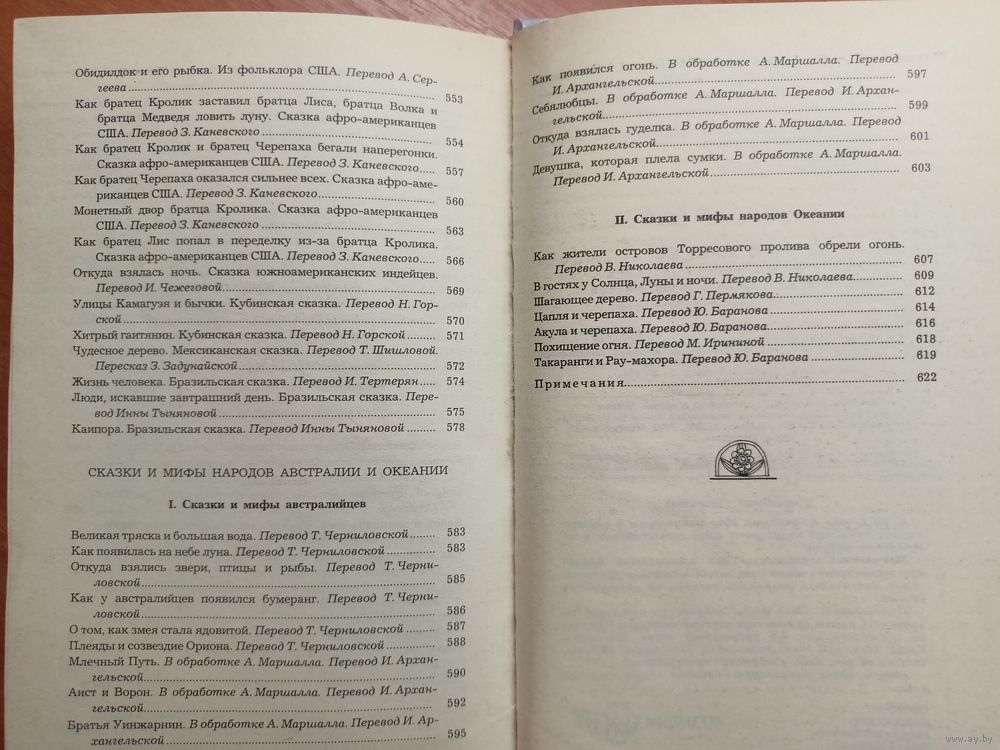 Обидилдок и его рыбка. Из фольклора США. Перевод А. Сер-
геева 553
Как братец Кролик заставил братца Лиса, братца Волка и
братца Медведя ловить луну. Сказка афро-американцев
США. Перевод З. Каневского 554
Как братец Кролик и братец Черепаха бегали наперегонки.
Сказка афро-американцев США. Перевод З. Каневского 557
Как братец Черепаха оказался сильнее всех. Сказка афро-аме-
риканцев США. Перевод З. Каневского 560
Монетный двор братца Кролика. Сказка афро-американцев
США. Перевод З. Каневского 563
Как братец Лис попал в переделку из-за братца Кролика.
Сказка афро-американцев США. Перевод З. Каневского 566
Откуда взялась ночь. Сказка южноамериканских индейцев.
Перевод И. Чежеговой 569
Улицы Камагуэя и бычки. Кубинская сказка. Перевод Н. Гор-
ской 570
Хитрый гаитянин. Кубинская сказка. Перевод Н. Горской 571
Чудесное дерево. Мексиканская сказка. Перевод Т. Шишловой.
Пересказ З. Задунайской 572
Жизнь человека. Бразильская сказка. Перевод И. Тертерян 574
Люди, искавшие завтрашний день. Бразильская сказка. Пере-
вод Инны Тыняновой 575
Каипора. Бразильская сказка. Перевод Инны Тыняновой 578
СКАЗКИ И МИФЫ НАРОДОВ АВСТРАЛИИ И ОКЕАНИИ
I. Сказки и мифы австралийцев
Великая тряска и большая вода. Перевод Т. Черниловской 583
Как появилась на небе луна. Перевод Т. Черниловской 583
Откуда взялись звери, птицы и рыбы. Перевод Т. Черни-
ловской 585
Как у австралийцев появился бумеранг. Перевод Т. Черни-
ловской 586
О том, как змея стала ядовитой. Перевод Т. Черниловской 587
Плеяды и созвездие Ориона. Перевод Т. Черниловской 588
Млечный Путь. В обработке А. Маршалла. Перевод И. Архан-
гельской 590
Аист и Ворон. В обработке А. Маршалла. Перевод И. Архан-
гельской 592
Братья Уинжарнин. В обработке А. Маршалла. Перевод И. Ар-
хангельской 595
Как появился огонь. В обработке А. Маршалла. Перевод
И. Архангельской 597
Себялюбцы. В обработке А. Маршалла. Перевод И. Архан-
гельской 599
Откуда взялась гуделка. В обработке А. Маршалла. Перевод
И. Архангельской 601
Девушка, которая плела сумки. В обработке А. Маршалла.
Перевод И. Архангельской 603
II. Сказки и мифы народов Океании
Как жители островов Торресового пролива обрели огонь.
Перевод В. Николаева 607
В гостях у Солнца, Луны и ночи. Перевод В. Николаева 609
Шагающее дерево. Перевод Г. Пермякова 612
Цапля и черепаха. Перевод Ю. Баранова 614
Акула и черепаха. Перевод Ю. Баранова 616
Похищение огня. Перевод М. Ирининой 618
Такаранги и Рау-махора. Перевод Ю. Баранова 619
Примечания 622
www.ay.by